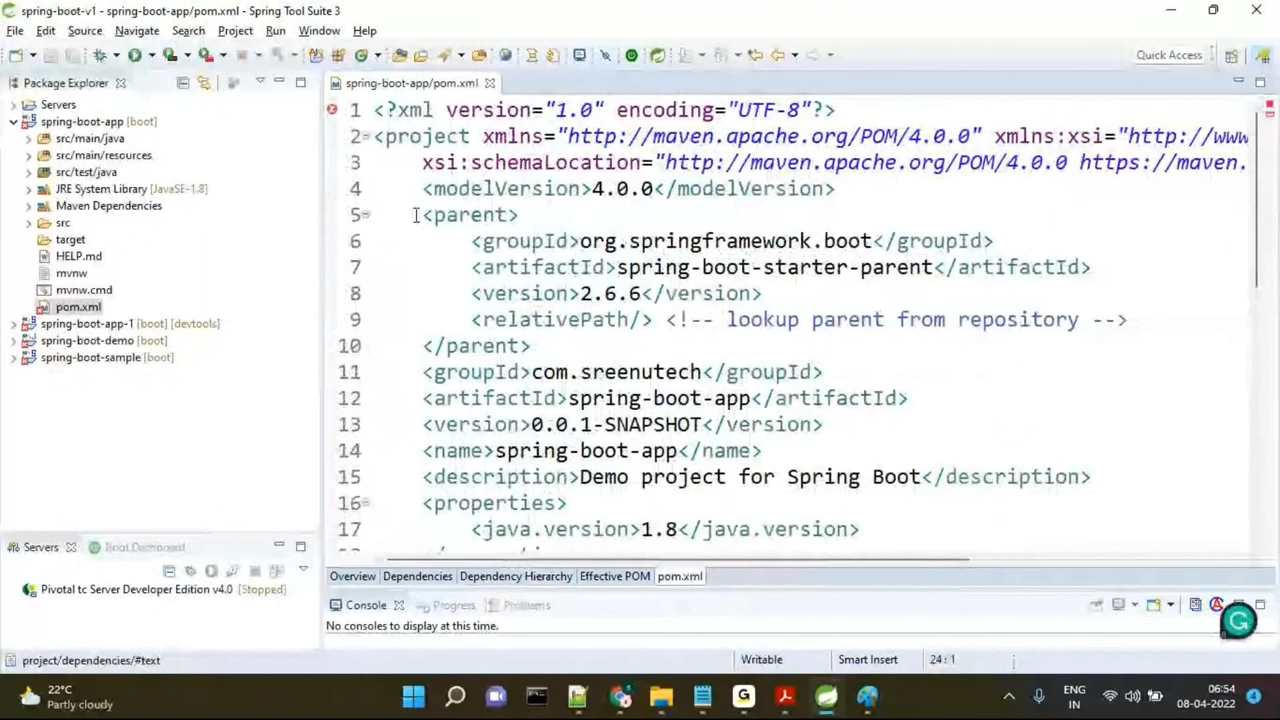 spring-boot-v1 - spring-boot-app/pom.xml - Spring Tool Suite 3
File Edit Source Navigate Search Project Run Window Help
Quick Access
Package Explorer
Servers
spring-boot-app [boot]
src/main/java
src/main/resources
src/test/java
JRE System Library [JavaSE-1.8]
Maven Dependencies
src
target
HELP.md
mvnw
mvnw.cmd
pom.xml
spring-boot-app-1 [boot] [devtools]
spring-boot-demo [boot]
spring-boot-sample [boot]
Servers Boot Dashboard
Pivotal tc Server Developer Edition v4.0 [Stopped]
spring-boot-app/pom.xml
1 <?xml version="1.0" encoding="UTF-8"?>
2 <project xmlns="http://maven.apache.org/POM/4.0.0" xmlns:xsi="http://www
3 xsi:schemaLocation="http://maven.apache.org/POM/4.0.0 https://maven.
4 <modelVersion>4.0.0</modelVersion>
5 <parent>
6 <groupId>org.springframework.boot</groupId>
7 <artifactId>spring-boot-starter-parent</artifactId>
8 <version>2.6.6</version>
9 <relativePath/> <!-- lookup parent from repository -->
10 </parent>
11 <groupId>com.sreenutech</groupId>
12 <artifactId>spring-boot-app</artifactId>
13 <version>0.0.1-SNAPSHOT</version>
14 <name>spring-boot-app</name>
15 <description>Demo project for Spring Boot</description>
16 <properties>
17 <java.version>1.8</java.version>
Overview Dependencies Dependency Hierarchy Effective POM pom.xml
Console Progress Problems
No consoles to display at this time.
project/dependencies/#text Writable Smart Insert 24 : 1
22°C
Partly cloudy
ENG
IN
06:54
08-04-2022
4